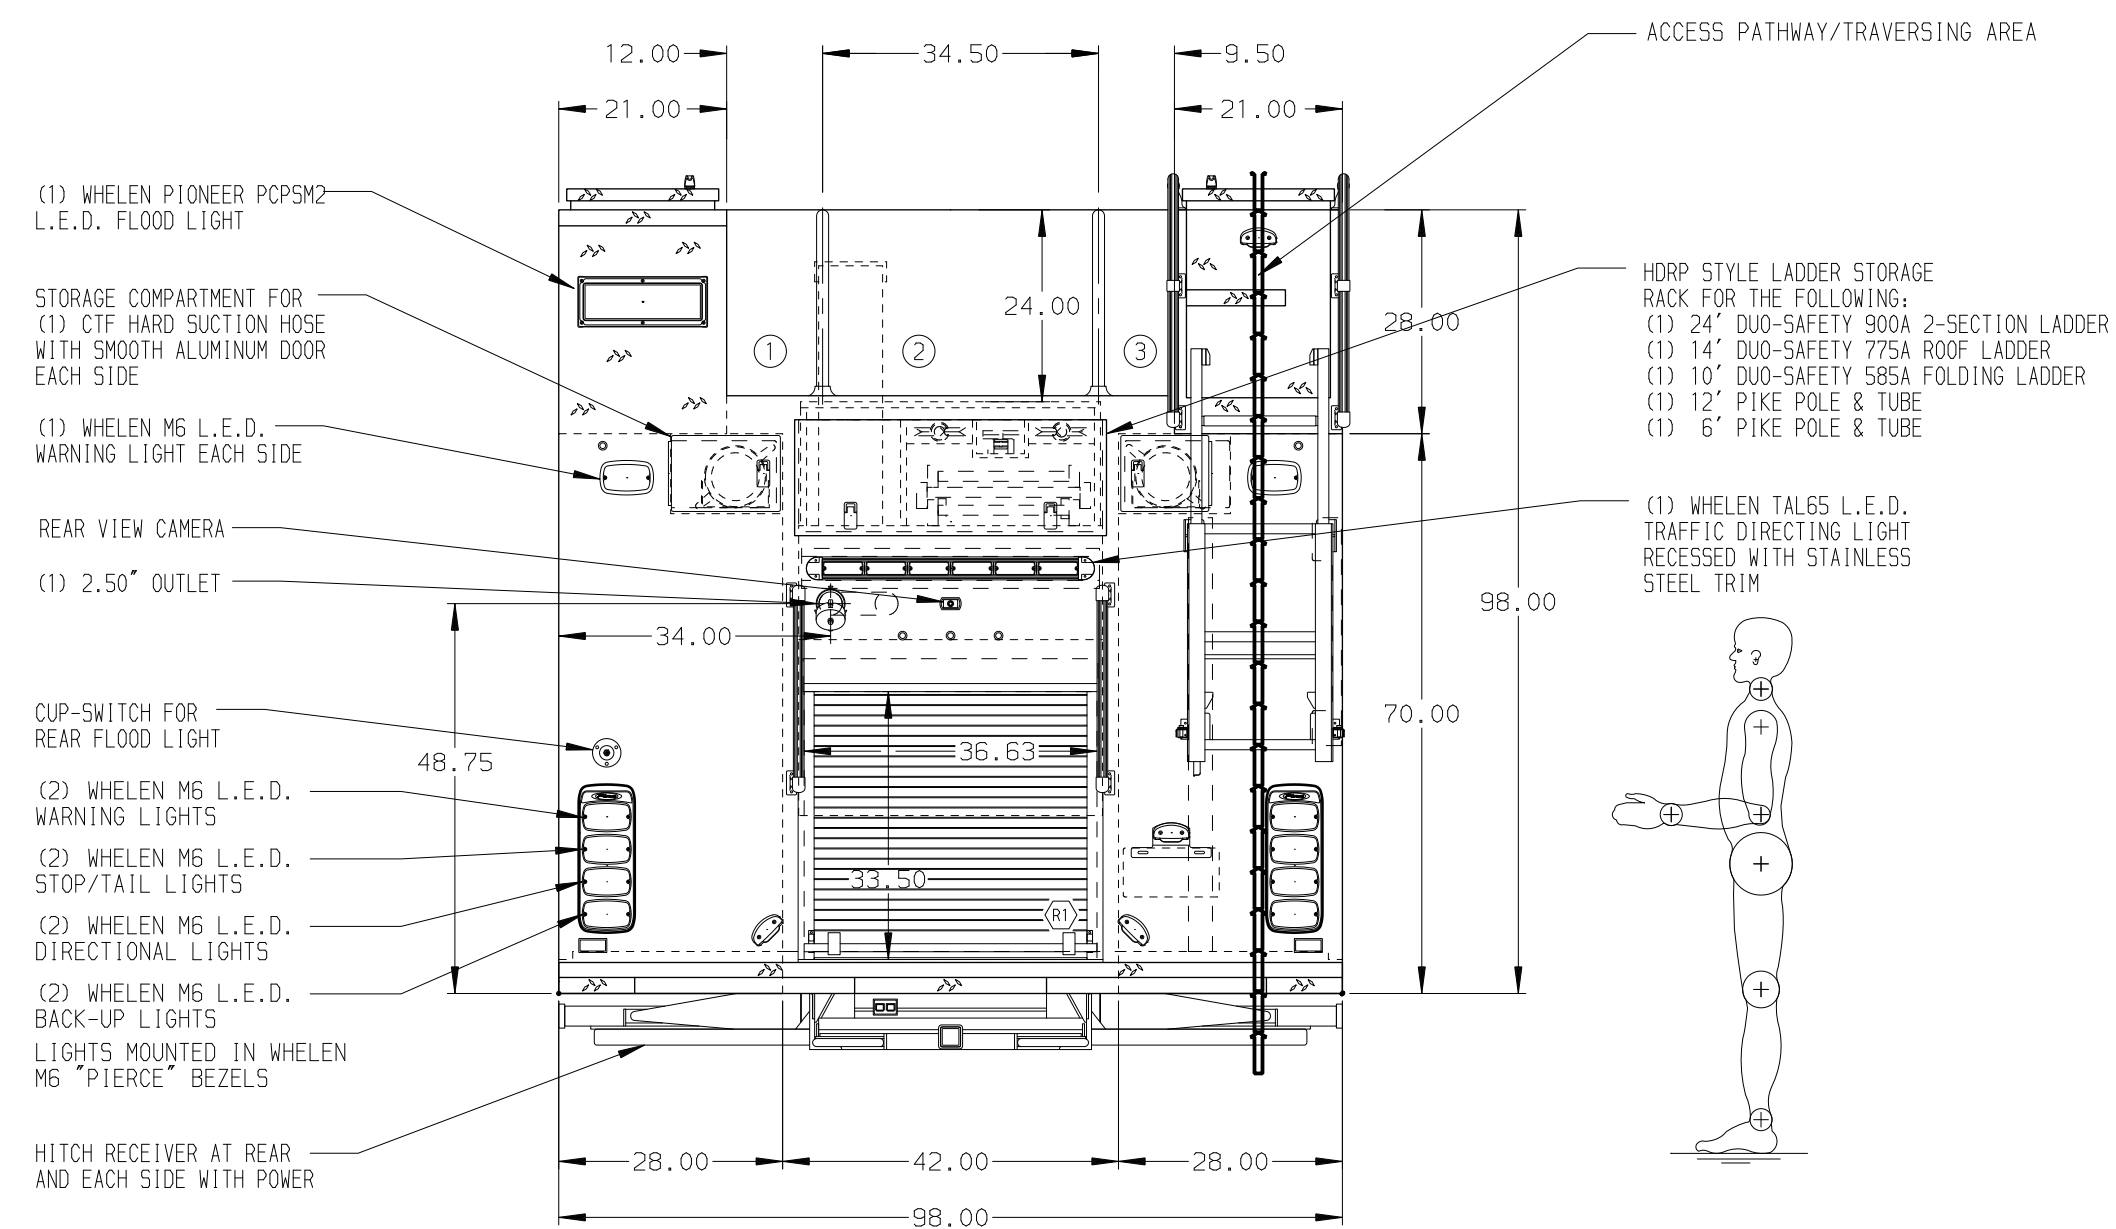 ACCESS PATHWAY/TRAVERSING AREA
12.00
34.50
9.50
21.00
21.00
(1) WHELEN PIONEER PCPSM2
L.E.D. FLOOD LIGHT
STORAGE COMPARTMENT FOR
(1) CTF HARD SUCTION HOSE
WITH SMOOTH ALUMINUM DOOR
EACH SIDE
(1) WHELEN M6 L.E.D.
WARNING LIGHT EACH SIDE
REAR VIEW CAMERA
(1) 2.50" OUTLET
CUP-SWITCH FOR
REAR FLOOD LIGHT
(2) WHELEN M6 L.E.D.
WARNING LIGHTS
(2) WHELEN M6 L.E.D.
STOP/TAIL LIGHTS
(2) WHELEN M6 L.E.D.
DIRECTIONAL LIGHTS
(2) WHELEN M6 L.E.D.
BACK-UP LIGHTS
LIGHTS MOUNTED IN WHELEN
M6 "PIERCE" BEZELS
HITCH RECEIVER AT REAR
AND EACH SIDE WITH POWER
24.00
28.00
1
2
3
34.00
48.75
36.63
33.50
R1
70.00
98.00
HDRP STYLE LADDER STORAGE
RACK FOR THE FOLLOWING:
(1) 24' DUO-SAFETY 900A 2-SECTION LADDER
(1) 14' DUO-SAFETY 775A ROOF LADDER
(1) 10' DUO-SAFETY 585A FOLDING LADDER
(1) 12' PIKE POLE & TUBE
(1) 6' PIKE POLE & TUBE
(1) WHELEN TAL65 L.E.D.
TRAFFIC DIRECTING LIGHT
RECESSED WITH STAINLESS
STEEL TRIM
28.00
42.00
28.00
98.00